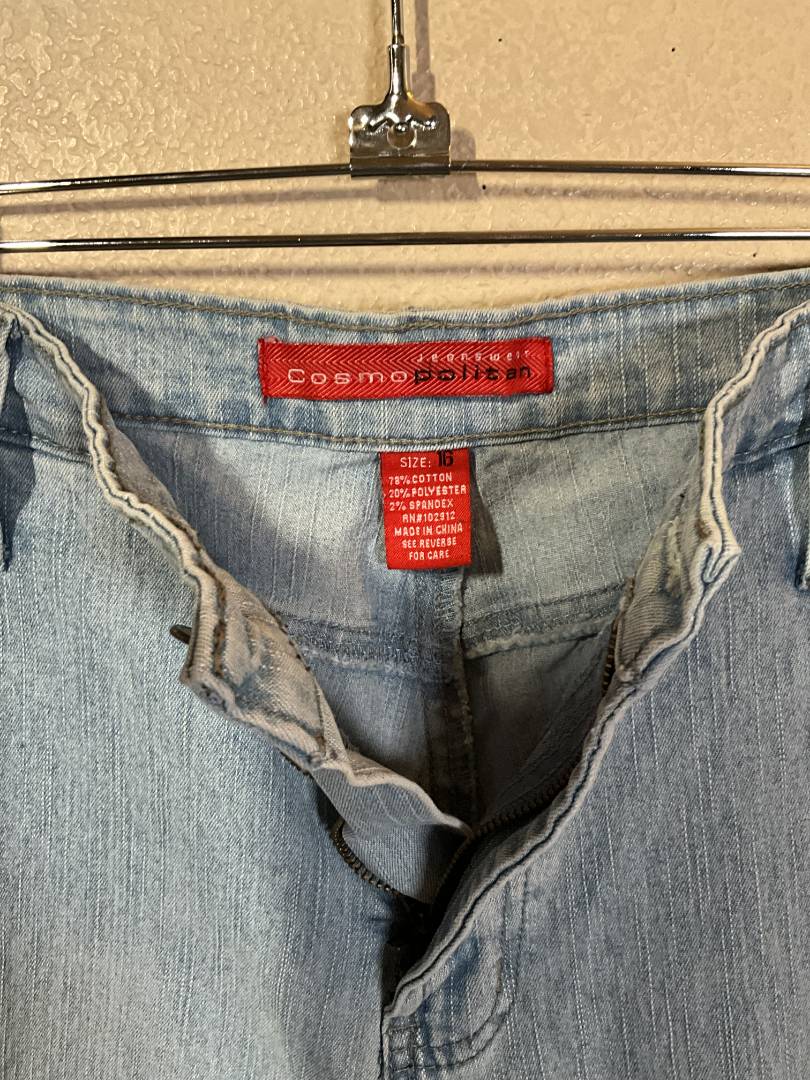 Jeanswear
Cosmopolitan
SIZE: 16
78% COTTON
20% POLYESTER
2% SPANDEX
RN#102912
MADE IN CHINA
SEE REVERSE
FOR CARE